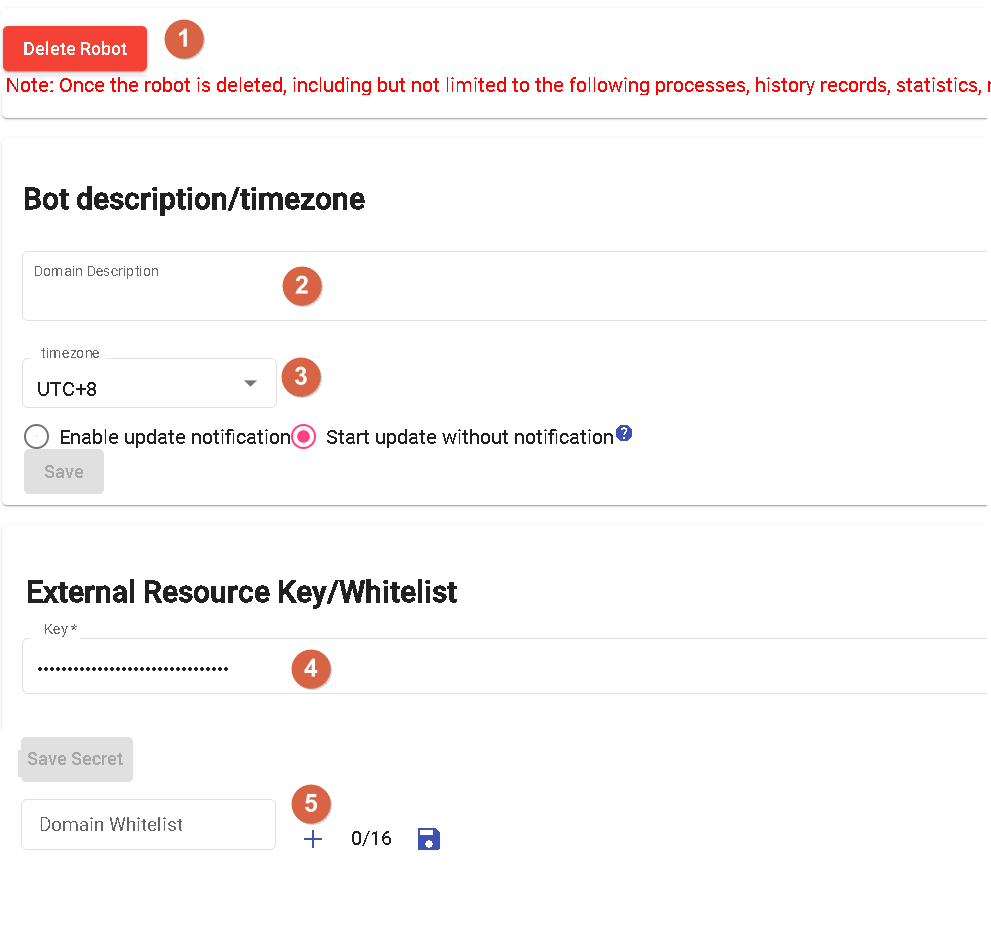 Delete Robot 1
Note: Once the robot is deleted, including but not limited to the following processes, history records, statistics,
Bot description/timezone
Domain Description
2
timezone
UTC+8
3
Enable update notification Start update without notification ?
Save
External Resource Key/Whitelist
Key *
••••••••••••••••••••••••••••••••
4
Save Secret
5
Domain Whitelist
+ 0/16